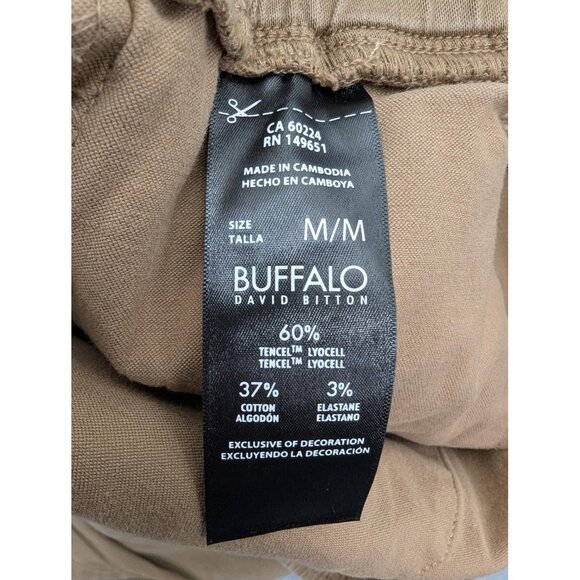 CA 60224
RN 149651
MADE IN CAMBODIA
HECHO EN CAMBOYA
SIZE
TALLA
M/M
BUFFALO
DAVID BITTON
60%
TENCEL™ LYOCELL
TENCEL™ LYOCELL
37%
COTTON
ALGODÓN
3%
ELASTANE
ELASTANO
EXCLUSIVE OF DECORATION
EXCLUYENDO LA DECORACIÓN